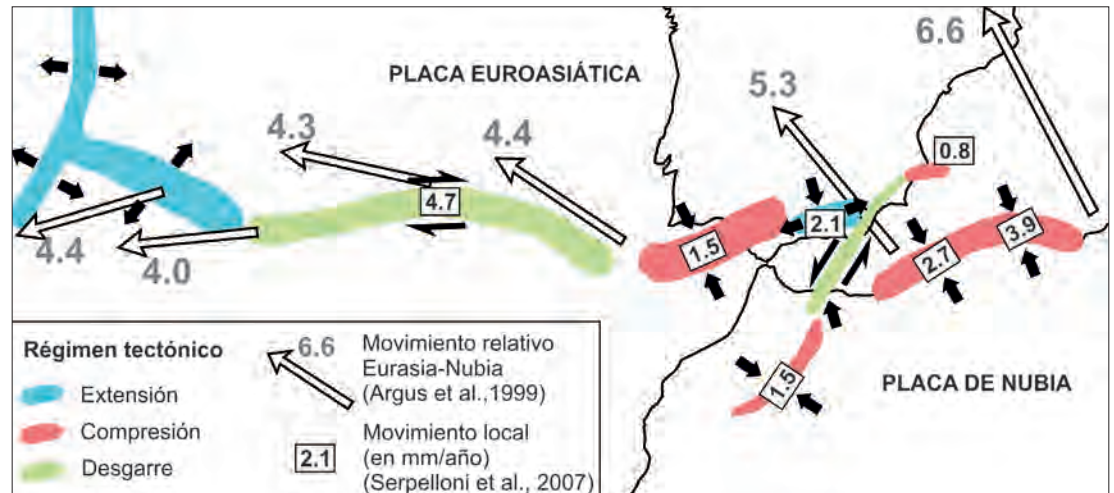 6.6
PLACA EUROASIÁTICA
5.3
4.3
4.4
0.8
4.7
2.1
1.5
3.9
2.7
4.4
4.0
1.5
PLACA DE NUBIA
Régimen tectónico
Extensión
Compresión
Desgarre
6.6
Movimiento relativo
Eurasia-Nubia
(Argus et al.,1999)
2.1
Movimiento local
(en mm/año)
(Serpelloni et al., 2007)